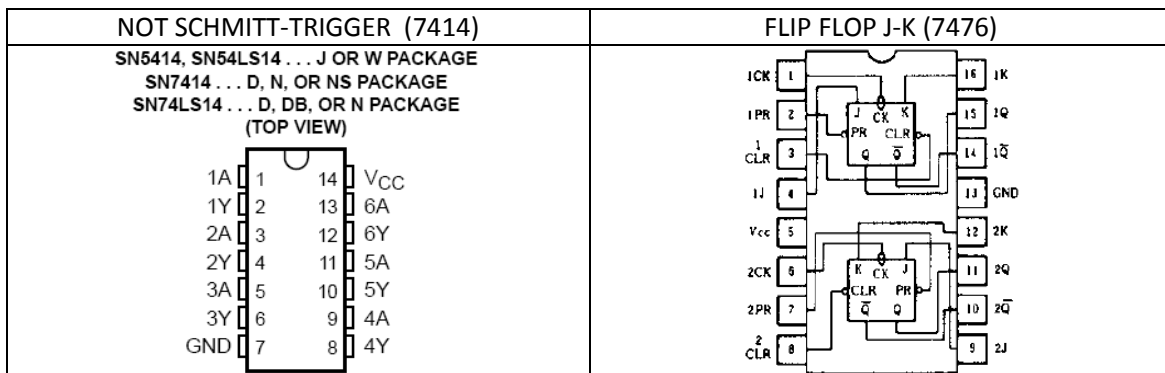 NOT SCHMITT-TRIGGER (7414)
SN5414, SN54LS14 . . . J OR W PACKAGE
SN7414 . . . D, N, OR NS PACKAGE
SN74LS14 . . . D, DB, OR N PACKAGE
(TOP VIEW)
1A 1 14 VCC
1Y 2 13 6A
2A 3 12 6Y
2Y 4 11 5A
3A 5 10 5Y
3Y 6 9 4A
GND 7 8 4Y
FLIP FLOP J-K (7476)
1CK 1 16 1K
J CK K
1PR 2 15 1Q
PR CLR
1 CLR 3 14 1Q̅
Q Q̅
1J 4 13 GND
Vcc 5 12 2K
K CK J
2CK 6 11 2Q
CLR PR
2PR 7 10 2Q̅
Q̅ Q
2 CLR 8 9 2J